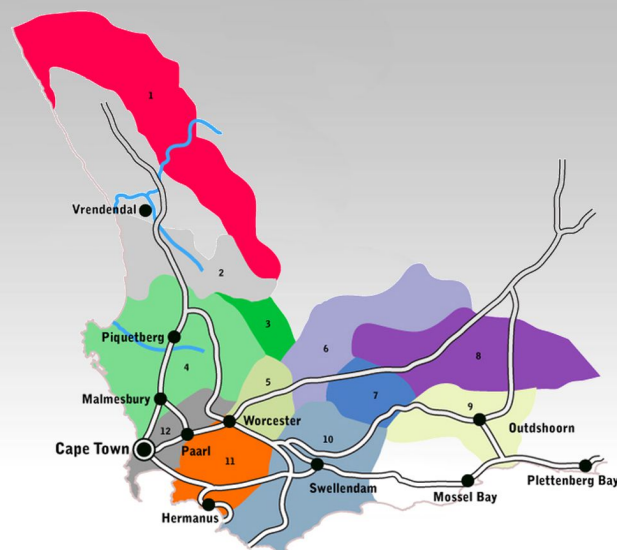 1
Vrendendal
2
3
Piquetberg
6
8
4
5
7
Malmesbury
9
Worcester
Outdshoorn
12
10
Cape Town
Paarl
11
Plettenberg Bay
Swellendam
Mossel Bay
Hermanus